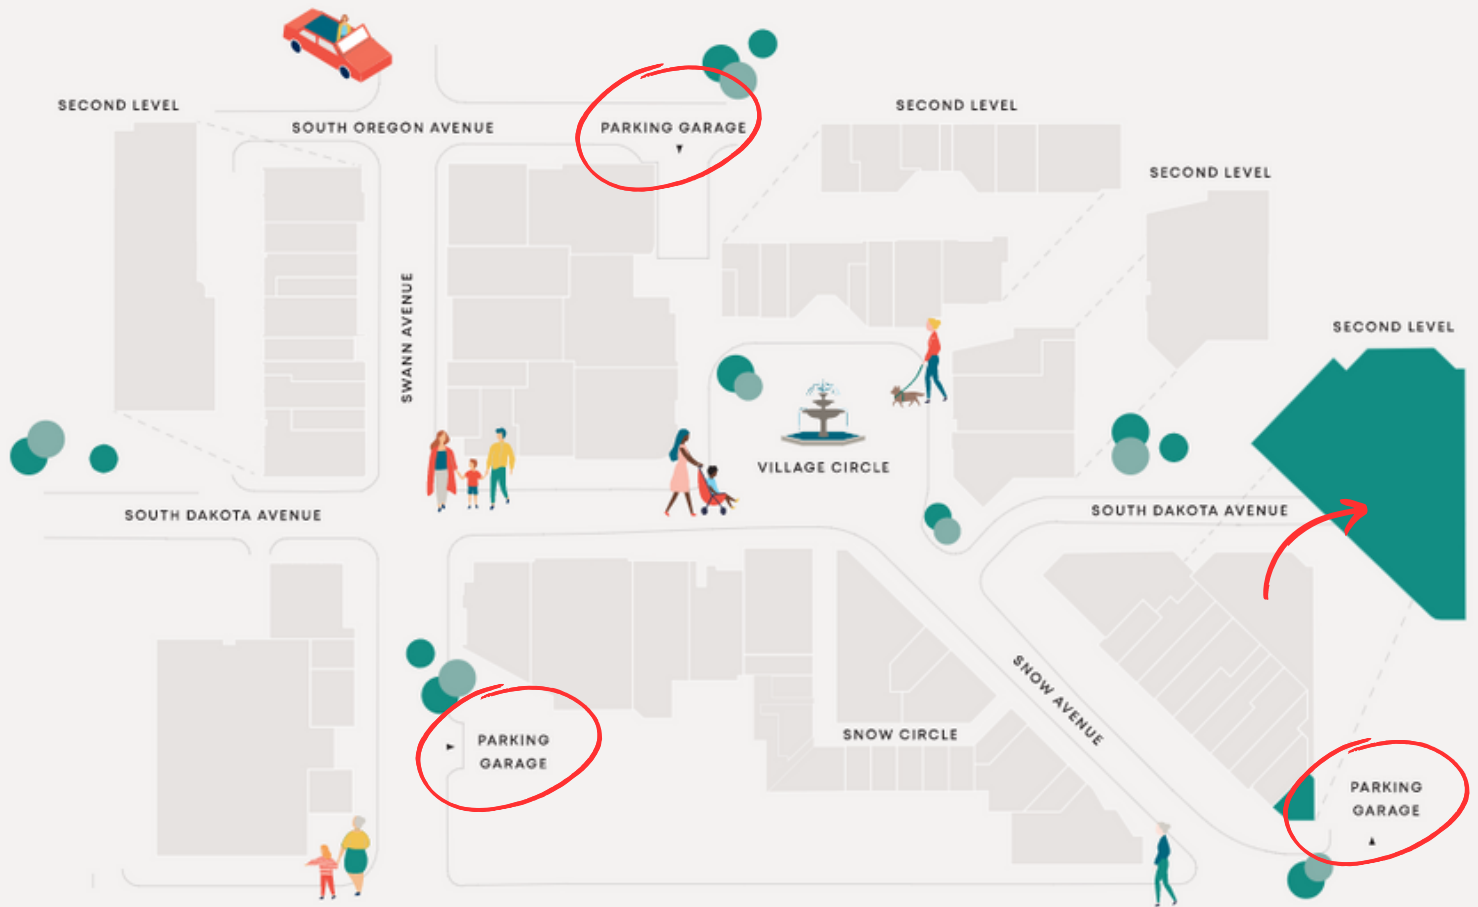 SECOND LEVEL
SECOND LEVEL
SOUTH OREGON AVENUE
PARKING GARAGE
SECOND LEVEL
SWANN AVENUE
SECOND LEVEL
VILLAGE CIRCLE
SOUTH DAKOTA AVENUE
SOUTH DAKOTA AVENUE
SNOW AVENUE
SNOW CIRCLE
PARKING
GARAGE
PARKING
GARAGE